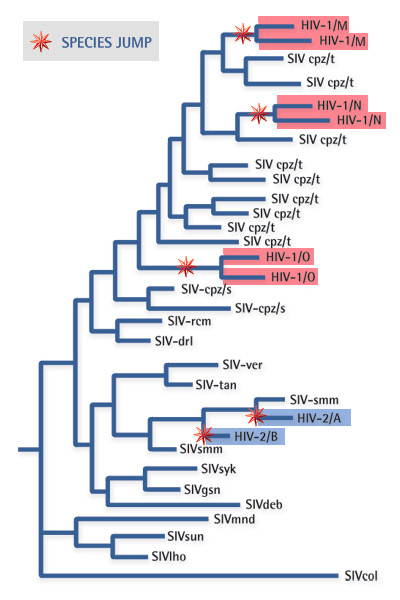 SPECIES JUMP
HIV-1/M
HIV-1/M
SIV cpz/t
SIV cpz/t
HIV-1/N
HIV-1/N
SIV cpz/t
SIV cpz/t
SIV cpz/t
SIV cpz/t
SIV cpz/t
SIV cpz/t
SIV cpz/t
HIV-1/O
HIV-1/O
SIV-cpz/s
SIV-cpz/s
SIV-rcm
SIV-drl
SIV-ver
SIV-tan
SIV-smm
HIV-2/A
HIV-2/B
SIVsmm
SIVsyk
SIVgsn
SIVdeb
SIVmnd
SIVsun
SIVlho
SIVcol